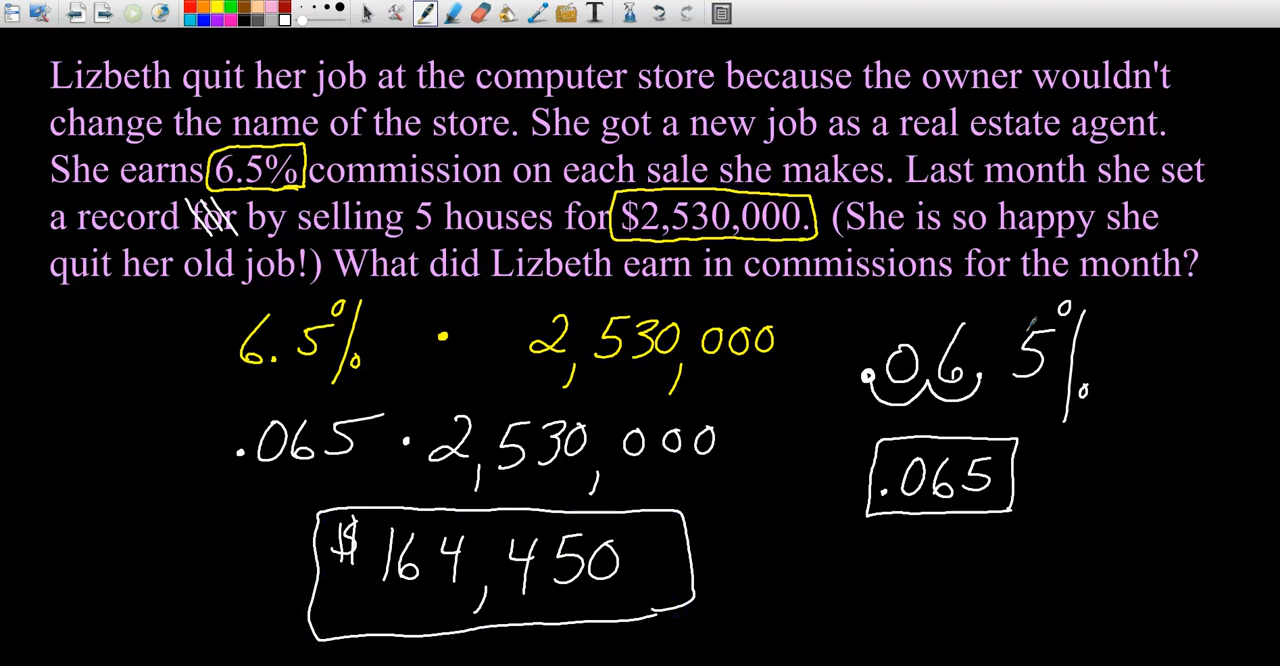 Lizbeth quit her job at the computer store because the owner wouldn't
change the name of the store. She got a new job as a real estate agent.
She earns 6.5% commission on each sale she makes. Last month she set
a record for by selling 5 houses for $2,530,000. (She is so happy she
quit her old job!) What did Lizbeth earn in commissions for the month?
6.5% · 2,530,000
.065 · 2,530,000
$164,450
.06.5%
.065